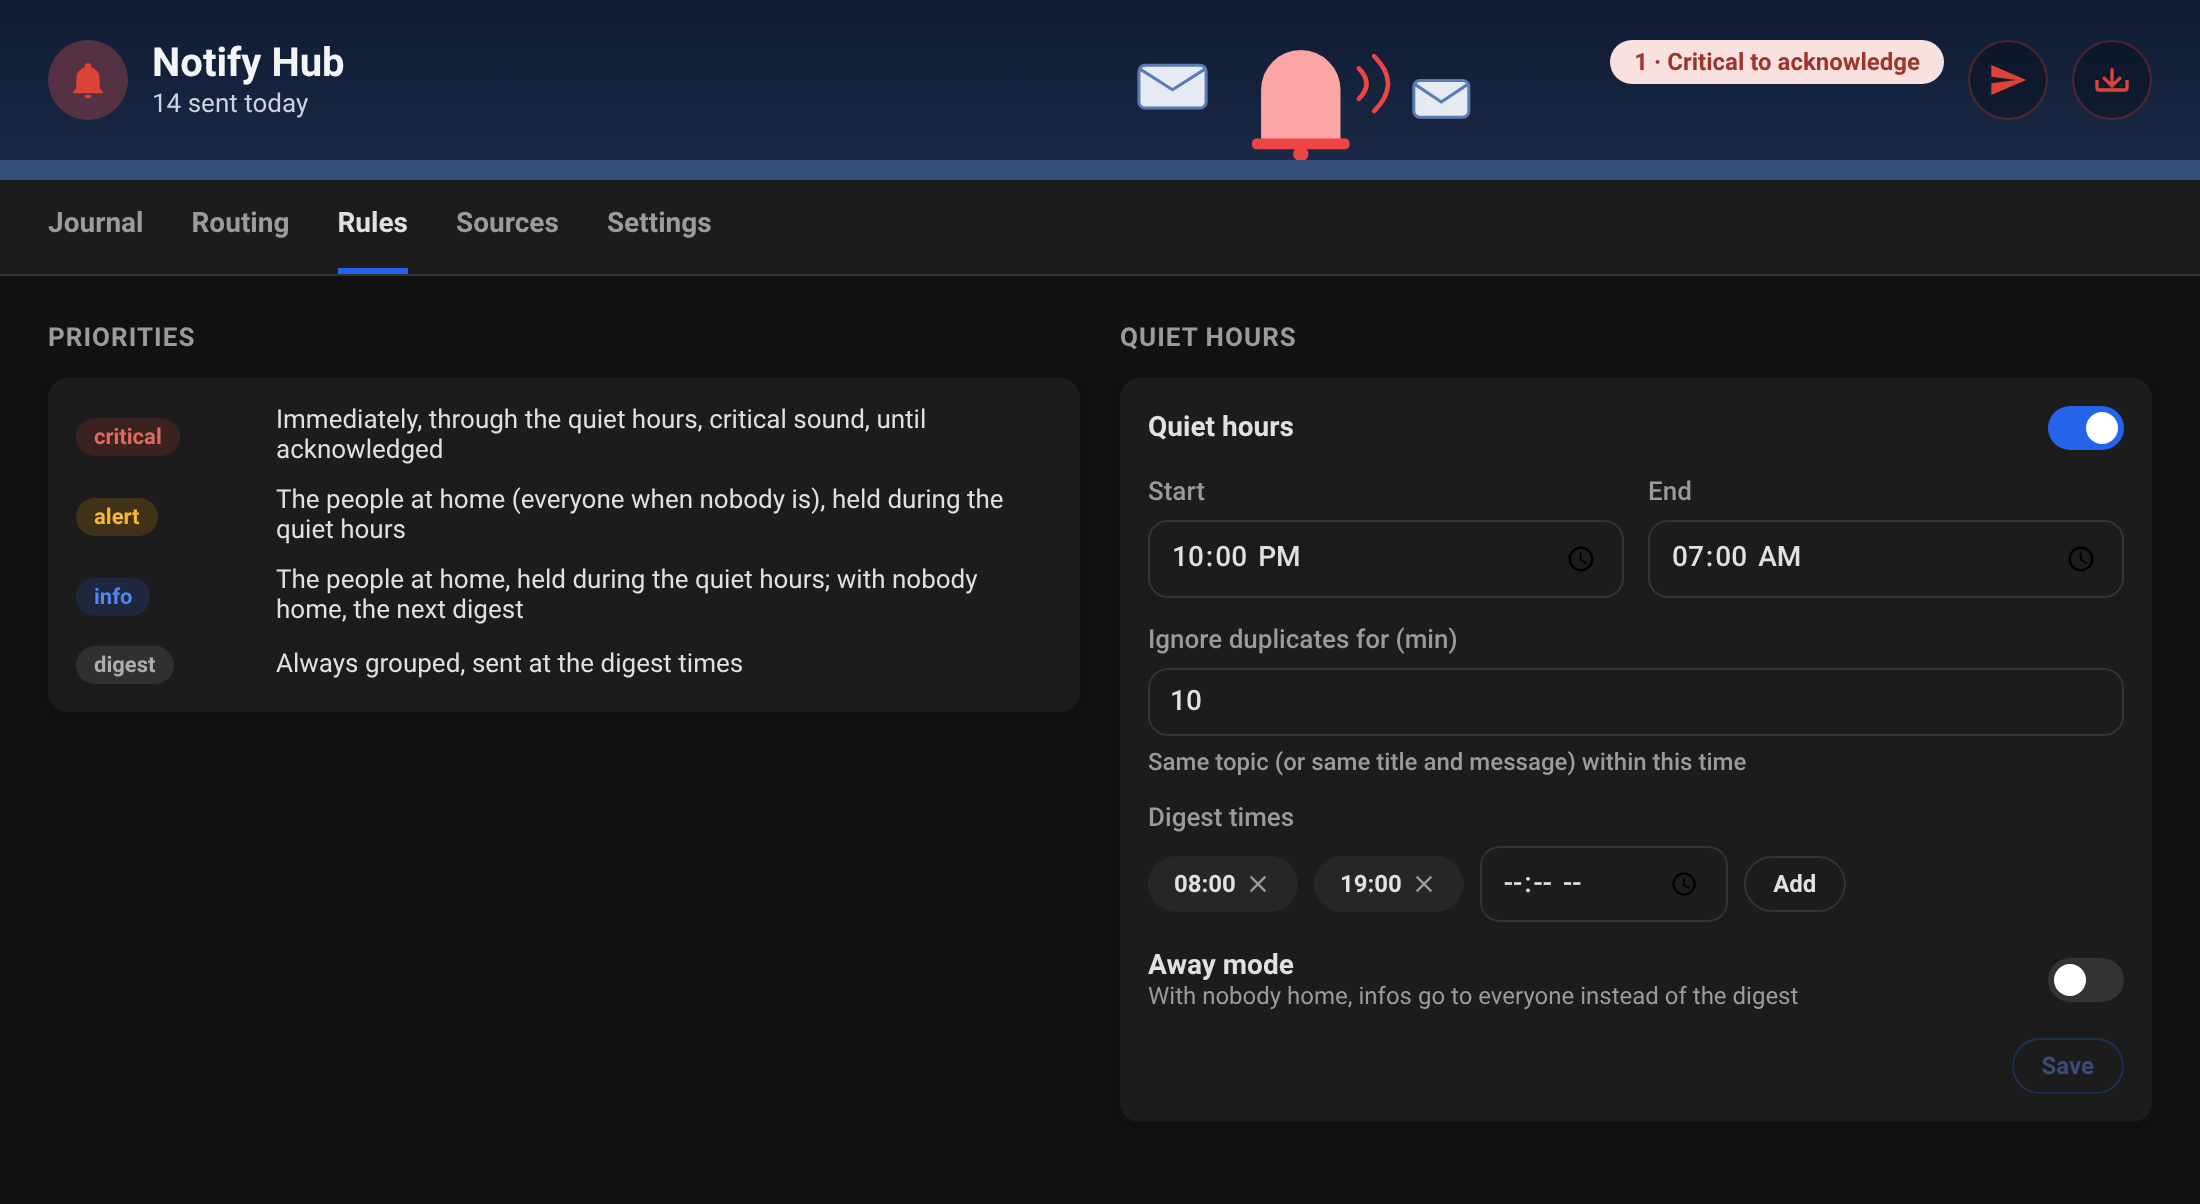 Notify Hub
14 sent today
1 · Critical to acknowledge
Journal
Routing
Rules
Sources
Settings
PRIORITIES
critical
Immediately, through the quiet hours, critical sound, until
acknowledged
alert
The people at home (everyone when nobody is), held during the
quiet hours
info
The people at home, held during the quiet hours; with nobody
home, the next digest
digest
Always grouped, sent at the digest times
QUIET HOURS
Quiet hours
Start
End
10:00 PM
07:00 AM
Ignore duplicates for (min)
10
Same topic (or same title and message) within this time
Digest times
08:00
19:00
--:-- --
Add
Away mode
With nobody home, infos go to everyone instead of the digest
Save